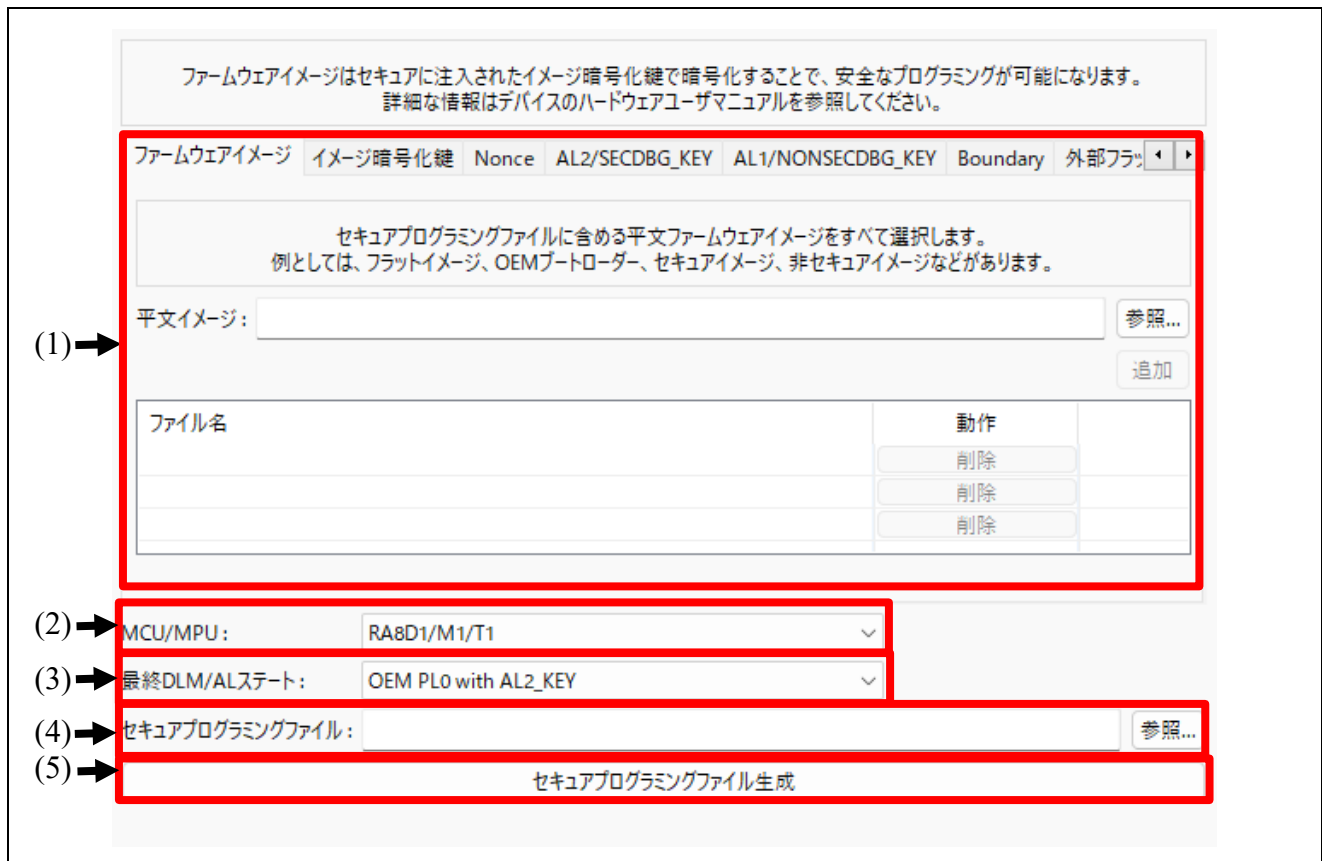 ファームウェアイメージはセキュアに注入されたイメージ暗号化鍵で暗号化することで、安全なプログラミングが可能になります。
詳細な情報はデバイスのハードウェアユーザマニュアルを参照してください。
ファームウェアイメージ イメージ暗号化鍵 Nonce AL2/SECDBG_KEY AL1/NONSECDBG_KEY Boundary 外部フラッ
セキュアプログラミングファイルに含める平文ファームウェアイメージをすべて選択します。
例としては、フラットイメージ、OEMブートローダー、セキュアイメージ、非セキュアイメージなどがあります。
平文イメージ: 参照...
(1)
追加
ファイル名 動作
削除
削除
削除
(2) MCU/MPU: RA8D1/M1/T1
(3) 最終DLM/ALステート: OEM PL0 with AL2_KEY
(4) セキュアプログラミングファイル: 参照...
(5) セキュアプログラミングファイル生成